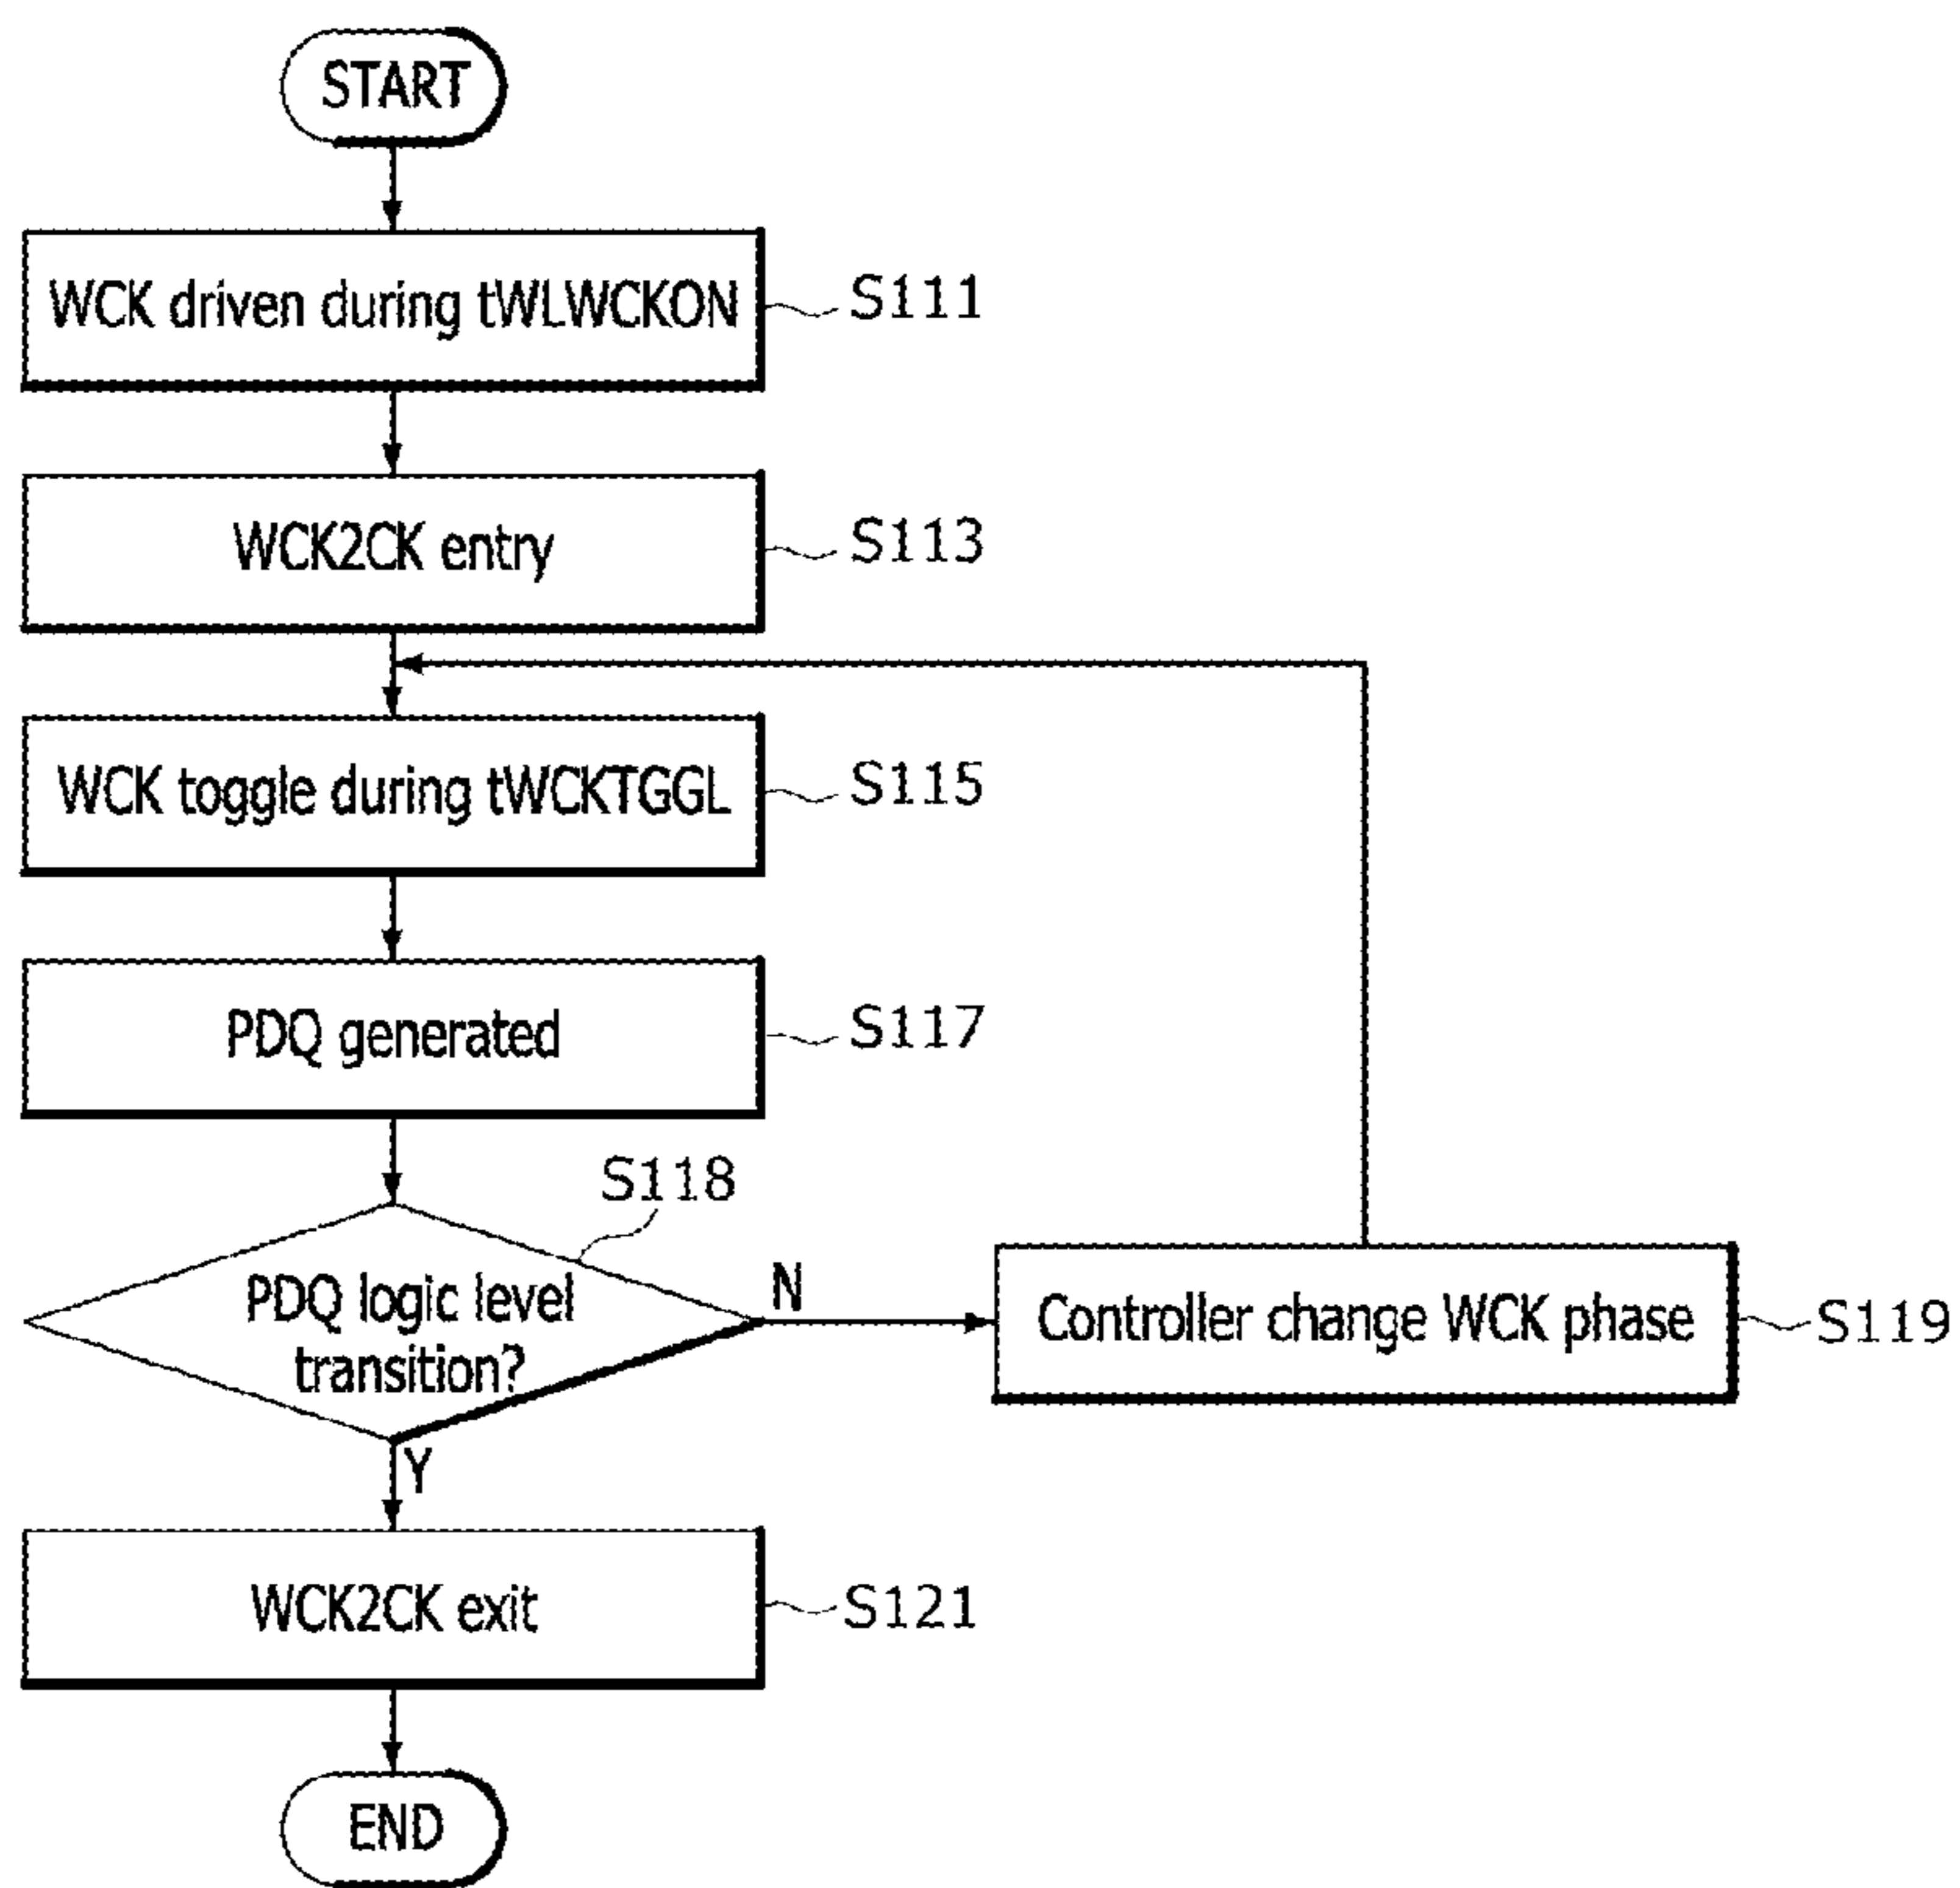 START
WCK driven during tWLWCKON
S111
WCK2CK entry
S113
WCK toggle during tWCKTGGL
S115
PDQ generated
S117
S118
PDQ logic level
transition?
N
Controller change WCK phase
S119
Y
WCK2CK exit
S121
END